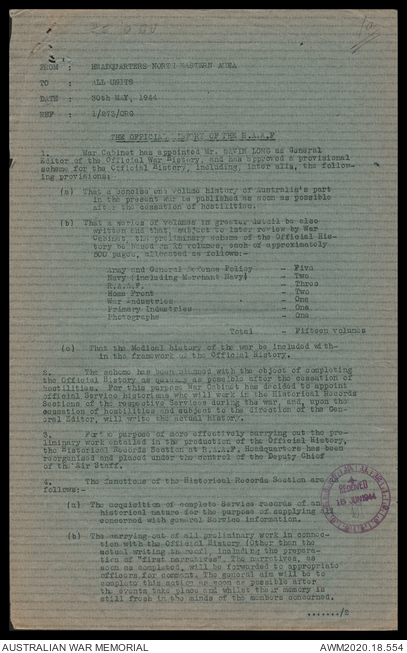 FROM : HEADQUARTERS NORTH EASTERN AREA
TO : ALL UNITS
DATE : 30th MAY, 1944
REF : 1/873/ORG
THE OFFICIAL HISTORY OF THE R.A.A.F
1. War Cabinet has appointed Mr. GAVIN LONG as General
Editor of the Official War History, and has approved a provisional
scheme for the Official History, including, inter alia, the follow-
ing provisions:-
(a) That a concise one volume history of Australia's part
in the present war be published as soon as possible
after the cessation of hostilities.
(b) That a series of volumes in greater detail be also
written and that, subject to later review by War
Cabinet, the preliminary scheme of the Official His-
tory be based on 15 volumes, each of approximately
500 pages, allocated as follows:-
Army and General Defence Policy - Five
Navy (including Merchant Navy) - Two
R.A.A.F. - Three
Home Front - Two
War Industries - One
Primary Industries - One
Photographs - One
Total - Fifteen volumes
(c) That the Medical history of the war be included with-
in the framework of the Official History.
2. The scheme has been planned with the object of completing
the Official History as quickly as possible after the cessation of
hostilities. For this purpose War Cabinet has decided to appoint
official Service historians who will work in the Historical Records
Sections of the respective Services during the war, and, upon the
cessation of hostilities and subject to the direction of the Gen-
eral Editor, will write the actual history.
3. For the purpose of more effectively carrying out the pre-
liminary work entailed in the production of the Official History,
the Historical Records Section at R.A.A.F. Headquarters has been
reorganised and placed under the control of the Deputy Chief
of the Air Staff.
4. The functions of the Historical Records Section are
follows:-
(a) The acquisition of complete Service records of an
historical nature for the purpose of supplying all
concerned with general Service information.
(b) The carrying out of all preliminary work in connec-
tion with the Official History (other than the
actual writing thereof), including the prepara-
tion of "first narratives". The narratives, as
soon as completed, will be forwarded to appropriate
officers for comment. The general aim will be to
complete this action as soon as possible after
the events take place and whilst their memory is
still fresh in the minds of the members concerned.
......./2
RECEIVED
15 JUN 1944
AUSTRALIAN WAR MEMORIAL
AWM2020.18.554